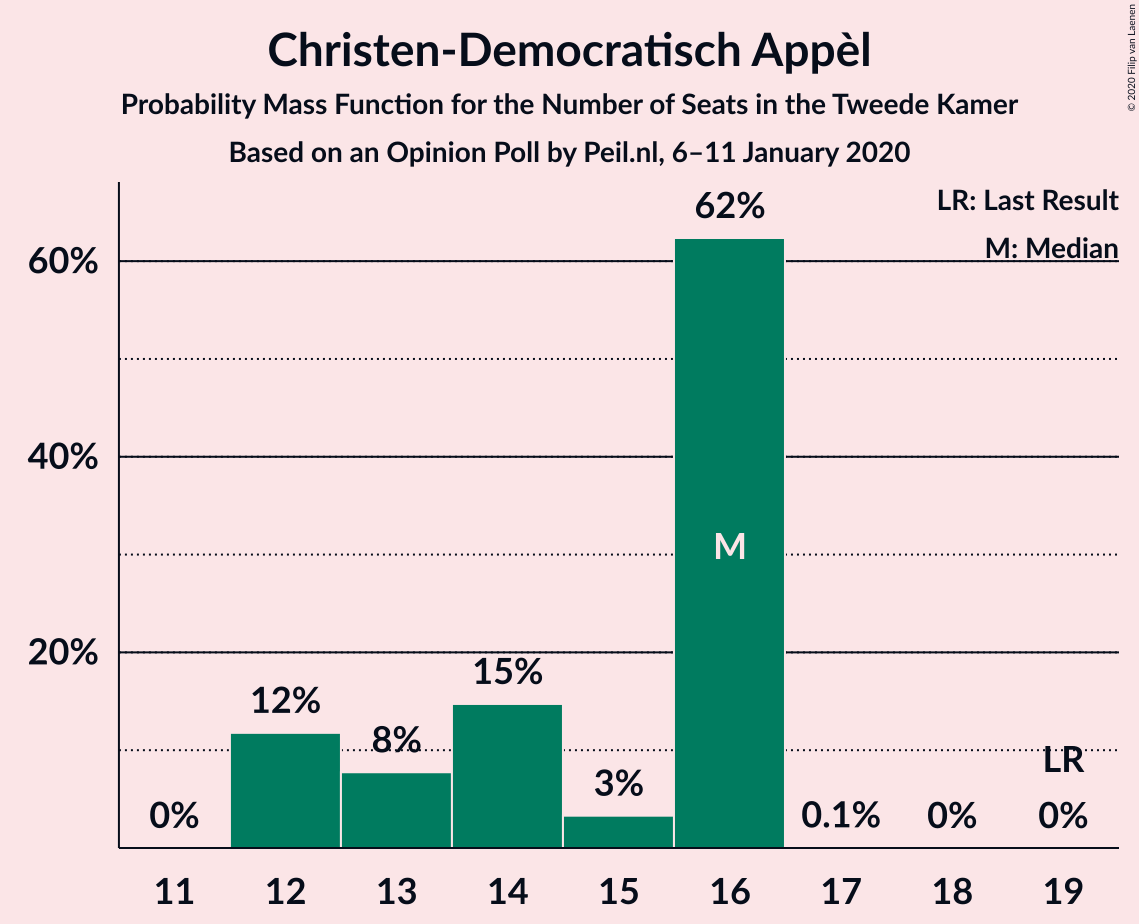 Christen-Democratisch Appèl
Probability Mass Function for the Number of Seats in the Tweede Kamer
Based on an Opinion Poll by Peil.nl, 6–11 January 2020
© 2020 Filip van Laenen
LR: Last Result
M: Median
62%
60%
40%
M
20%
15%
12%
8%
3%
LR
0%
0.1%
0%
0%
11 12 13 14 15 16 17 18 19